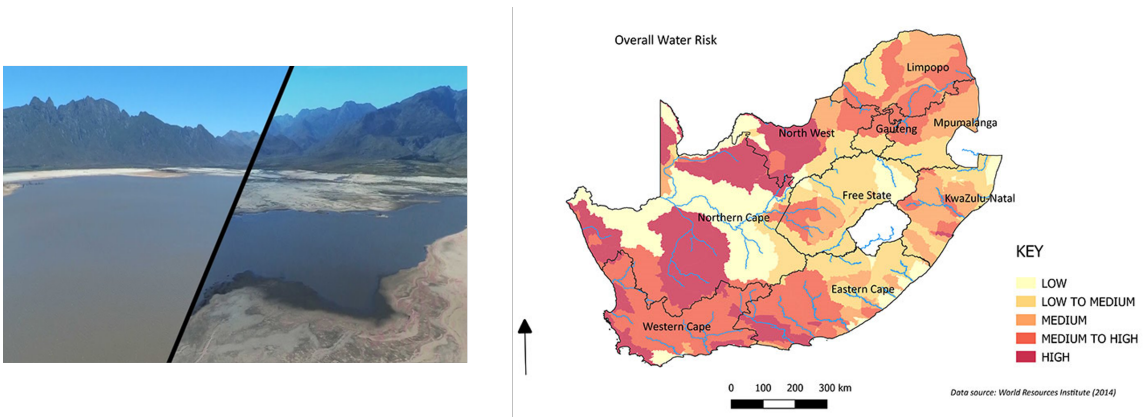 Overall Water Risk
Limpopo
North West
Gauteng
Mpumalanga
Free State
KwaZulu-Natal
Northern Cape
Eastern Cape
Western Cape
KEY
LOW
LOW TO MEDIUM
MEDIUM
MEDIUM TO HIGH
HIGH
0 100 200 300 km
Data source: World Resources Institute (2014)